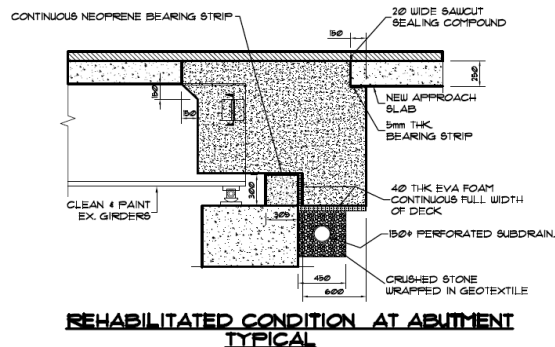 CONTINUOUS NEOPRENE BEARING STRIP
20 WIDE SAWCUT
SEALING COMPOUND
150
250
150
150
NEW APPROACH
SLAB
5mm THK.
BEARING STRIP
300
40 THK EVA FOAM
CONTINUOUS FULL WIDTH
OF DECK
CLEAN & PAINT
EX. GIRDERS
305
150Φ PERFORATED SUBDRAIN.
450
600
CRUSHED STONE
WRAPPED IN GEOTEXTILE
REHABILITATED CONDITION AT ABUTMENT
TYPICAL